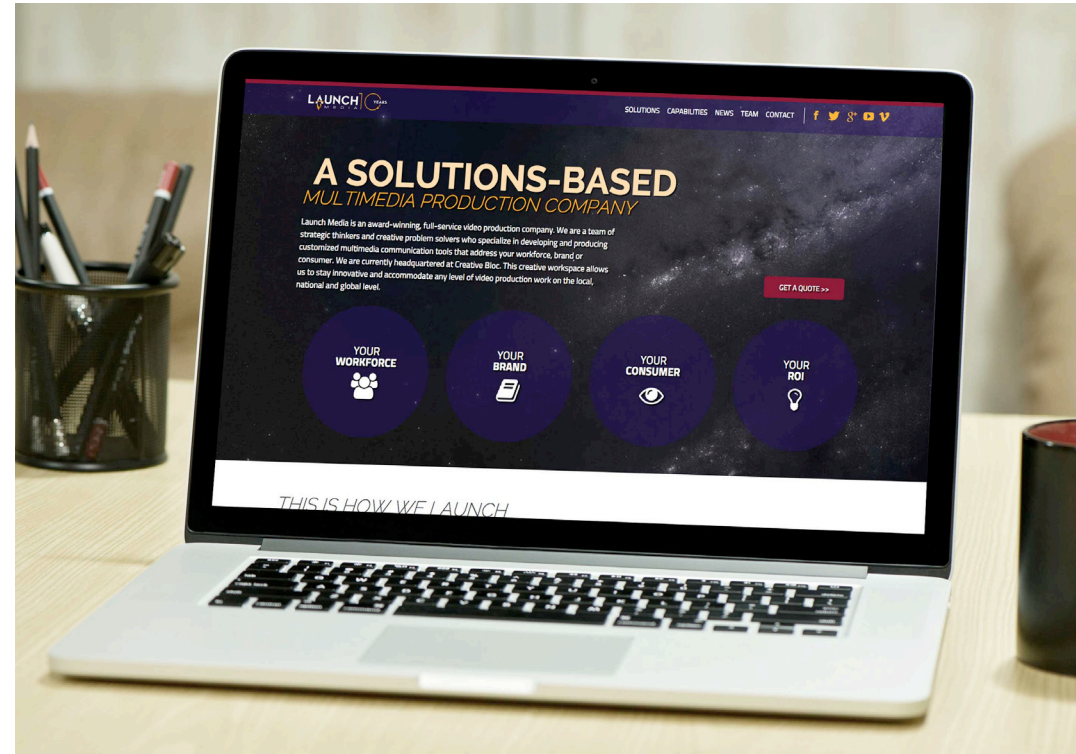 LAUNCH 10 YEARS
MEDIA
SOLUTIONS CAPABILITIES NEWS TEAM CONTACT
A SOLUTIONS-BASED
MULTIMEDIA PRODUCTION COMPANY
Launch Media is an award-winning, full-service video production company. We are a team of
strategic thinkers and creative problem solvers who specialize in developing and producing
customized multimedia communication tools that address your workforce, brand or
consumer. We are currently headquartered at Creative Bloc. This creative workspace allows
us to stay innovative and accommodate any level of video production work on the local,
national and global level.
GET A QUOTE >>
YOUR
WORKFORCE
YOUR
BRAND
YOUR
CONSUMER
YOUR
ROI
THIS IS HOW WE LAUNCH